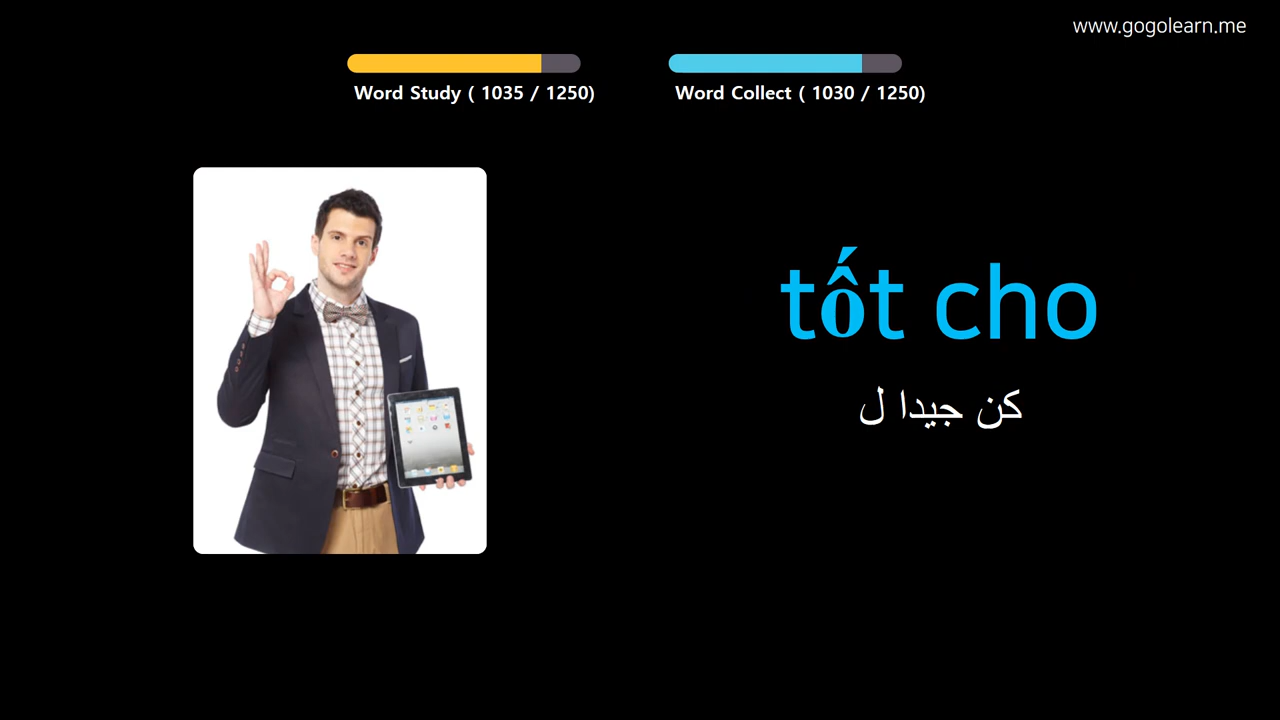 www.gogolearn.me
Word Study ( 1035 / 1250)
Word Collect ( 1030 / 1250)
tốt cho
كن جيدا ل